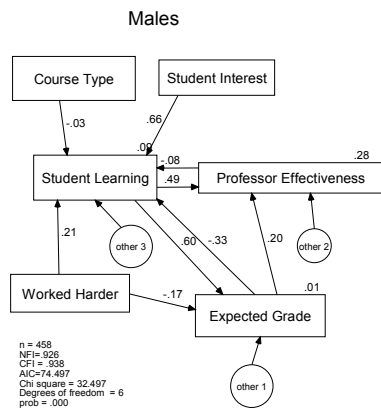 Males
Course Type
Student Interest
-.03
.66
.00
-.08
.28
Student Learning
.49
Professor Effectiveness
other 3
other 2
.21
.60
-.33
.20
Worked Harder
-.17
.01
Expected Grade
other 1
n = 458
NFI=.926
CFI = .938
AIC=74.497
Chi square = 32.497
Degrees of freedom = 6
prob = .000